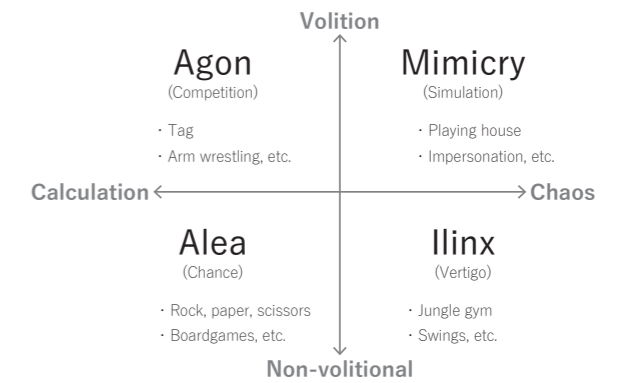 Volition
Agon
(Competition)
・Tag
・Arm wrestling, etc.
Mimicry
(Simulation)
・Playing house
・Impersonation, etc.
Calculation
Chaos
Alea
(Chance)
・Rock, paper, scissors
・Boardgames, etc.
Ilinx
(Vertigo)
・Jungle gym
・Swings, etc.
Non-volitional